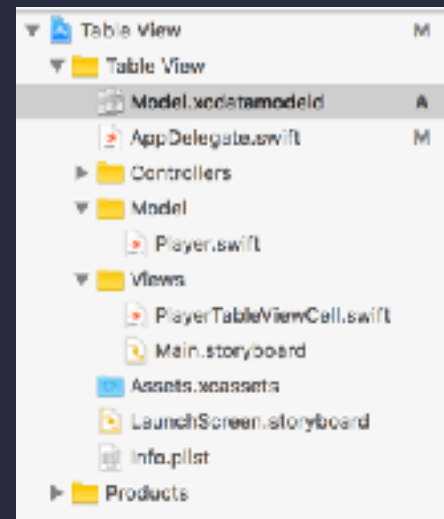 Table View M
Table View
Model.xcdatamodeld A
AppDelegate.swift M
Controllers
Model
Player.swift
Views
PlayerTableViewCell.swift
Main.storyboard
Assets.xcassets
LaunchScreen.storyboard
Info.plist
Products